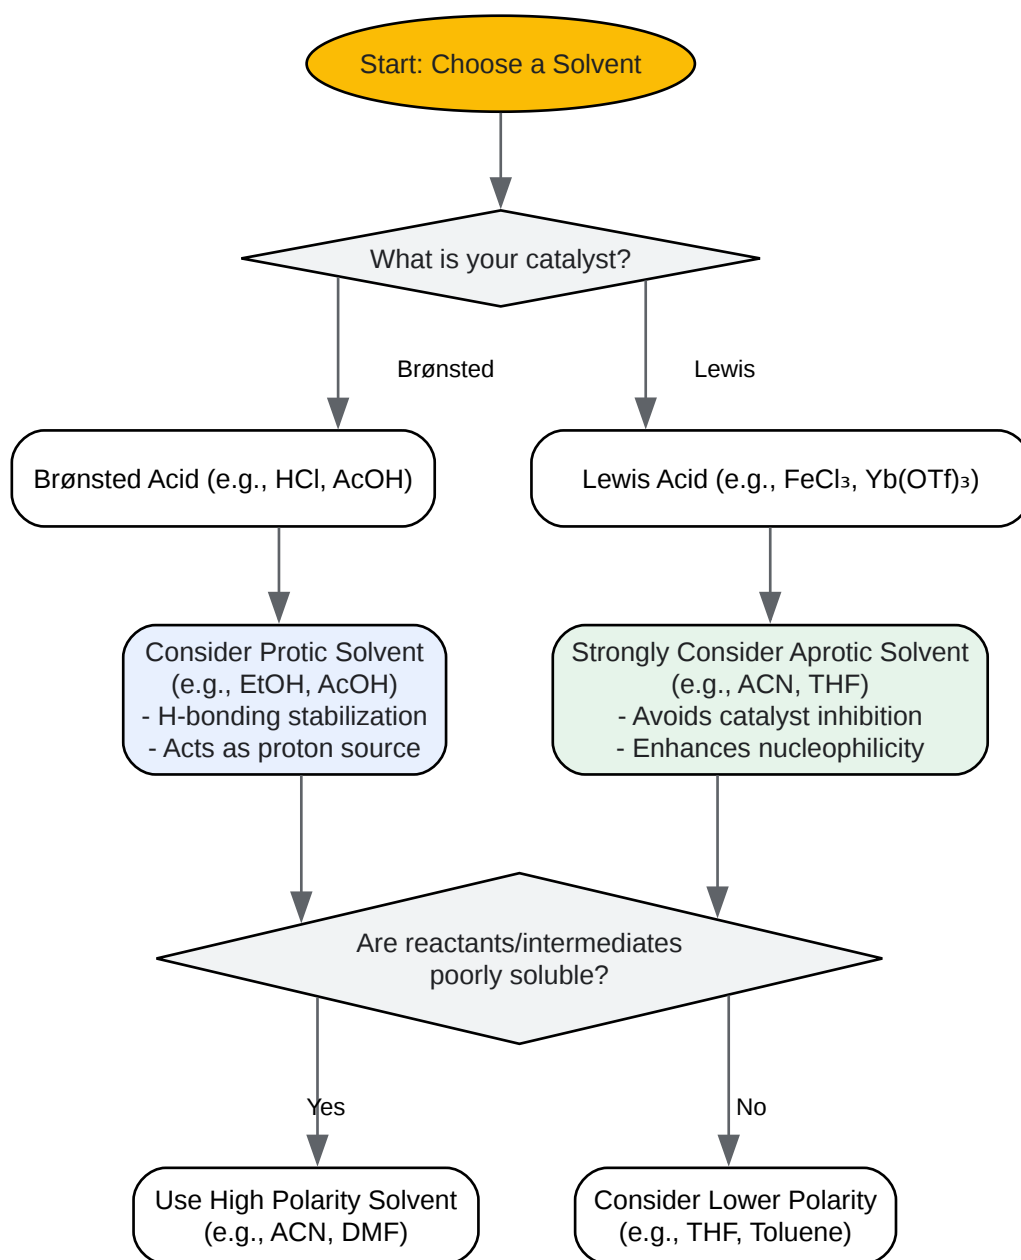 Start: Choose a Solvent
What is your catalyst?
Brønsted
Lewis
Brønsted Acid (e.g., HCl, AcOH)
Lewis Acid (e.g., FeCl₃, Yb(OTf)₃)
Consider Protic Solvent
(e.g., EtOH, AcOH)
- H-bonding stabilization
- Acts as proton source
Strongly Consider Aprotic Solvent
(e.g., ACN, THF)
- Avoids catalyst inhibition
- Enhances nucleophilicity
Are reactants/intermediates
poorly soluble?
Yes
No
Use High Polarity Solvent
(e.g., ACN, DMF)
Consider Lower Polarity
(e.g., THF, Toluene)